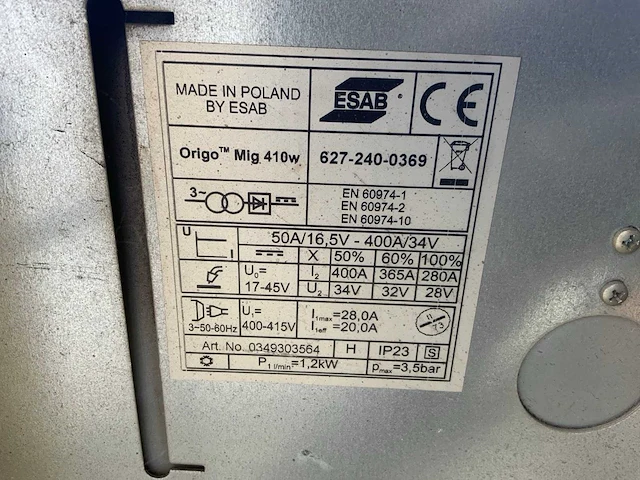 MADE IN POLAND
BY ESAB
ESAB
CE
Origo™ Mig 410w
627-240-0369
3~
EN 60974-1
EN 60974-2
EN 60974-10
U
I
50A/16,5V - 400A/34V
X 50% 60% 100%
U₀=
17-45V
I₂ 400A 365A 280A
U₂ 34V 32V 28V
3~50-60Hz
U₁=
400-415V
I1max=28,0A
I1eff=20,0A
Art. No. 0349303564 H IP23 S
P1 l/min=1,2kW pmax=3,5bar